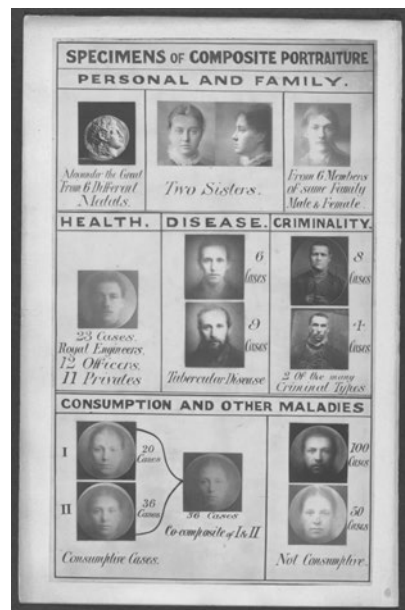 SPECIMENS OF COMPOSITE PORTRAITURE
PERSONAL AND FAMILY.
Alexander the Great
From 6 Different
Medals.
Two Sisters.
From 6 Members
of same Family
Male & Female.
HEALTH.
23 Cases.
Royal Engineers.
12 Officers.
11 Privates
DISEASE.
6
Cases
9
Cases
Tubercular Disease
CRIMINALITY.
8
Cases
4
Cases
2 Of the many
Criminal Types
CONSUMPTION AND OTHER MALADIES
I
20
Cases
II
36
Cases
56 Cases
Co-composite of I & II
Consumptive Cases.
100
Cases
50
Cases
Not Consumptive.